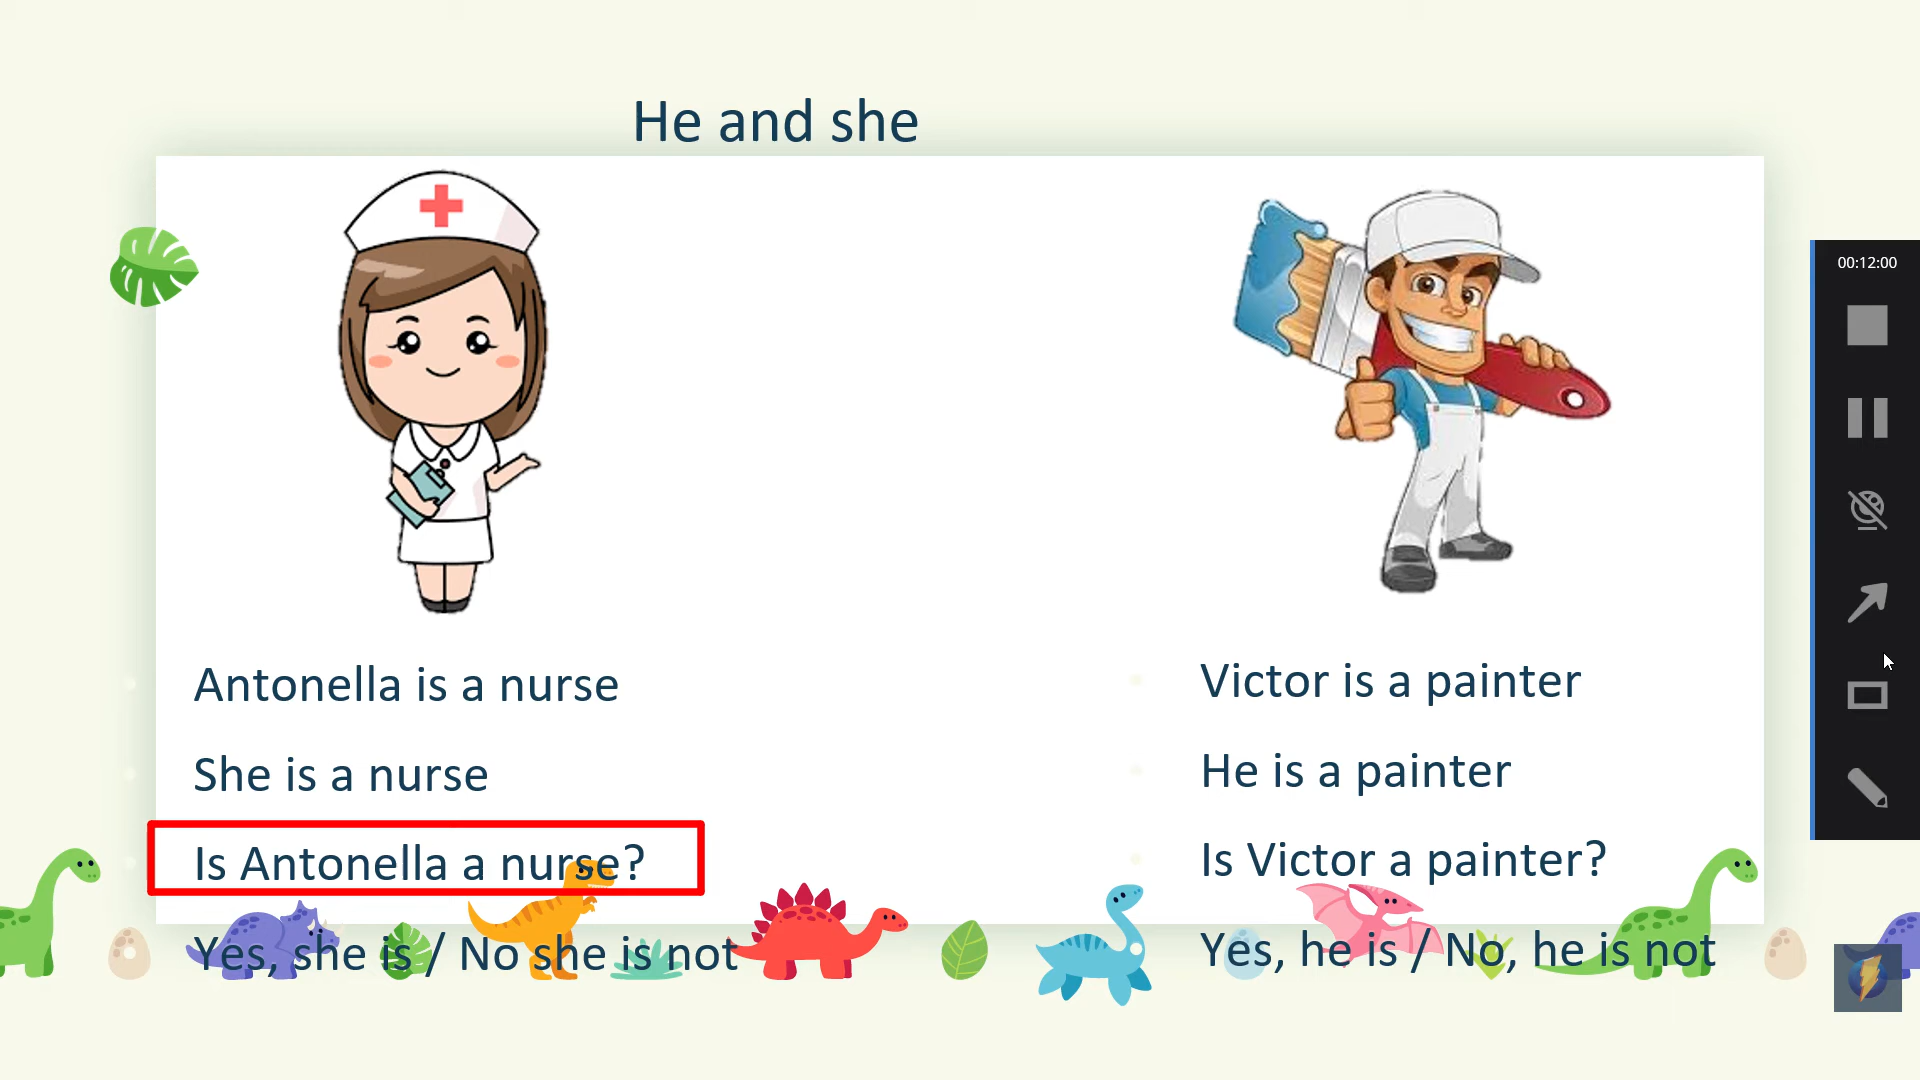 He and she
Antonella is a nurse
She is a nurse
Is Antonella a nurse?
Yes, she is / No she is not
Victor is a painter
He is a painter
Is Victor a painter?
Yes, he is / No, he is not
00:12:00